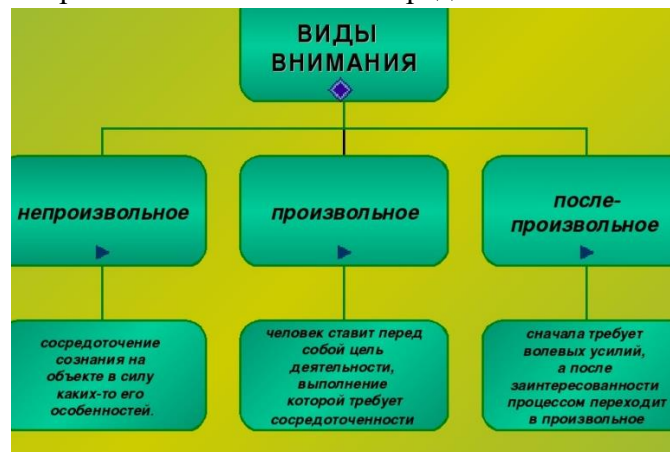 ВИДЫ
ВНИМАНИЯ
непроизвольное
произвольное
после-
произвольное
сосредоточение
сознания на
объекте в силу
каких-то его
особенностей.
человек ставит перед
собой цель
деятельности,
выполнение
которой требует
сосредоточенности
сначала требует
волевых усилий,
а после
заинтересованности
процессом переходит
в произвольное